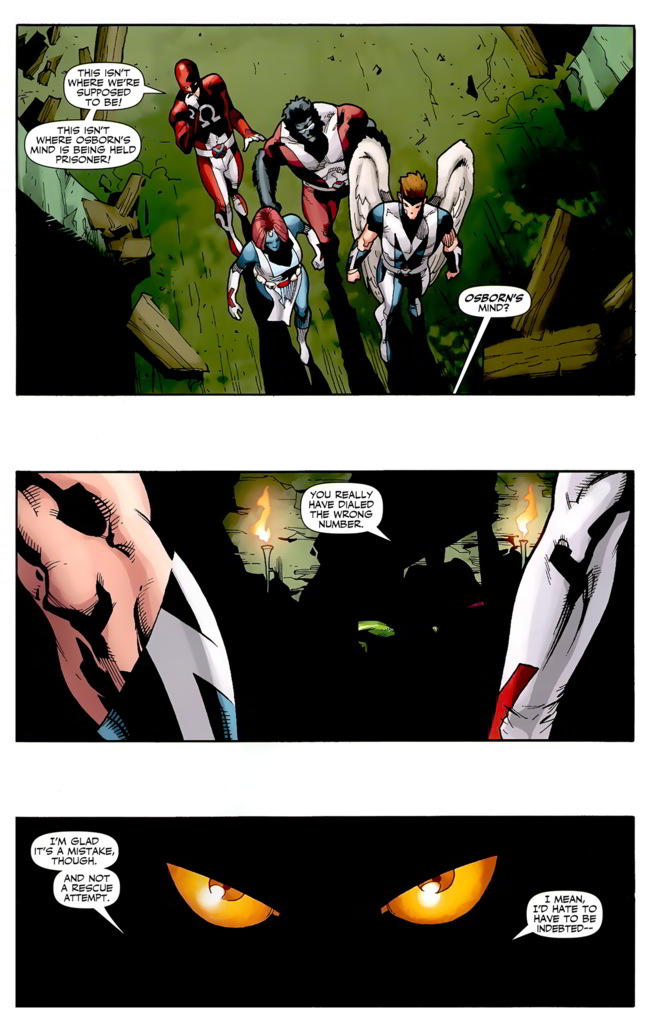 THIS ISN'T
WHERE WE'RE
SUPPOSED
TO BE!
THIS ISN'T
WHERE OSBORN'S
MIND IS BEING HELD
PRISONER!
Ω
OSBORN'S
MIND?
YOU REALLY
HAVE DIALED
THE WRONG
NUMBER.
I'M GLAD
IT'S A MISTAKE,
THOUGH.
AND NOT
A RESCUE
ATTEMPT.
I MEAN,
I'D HATE TO
HAVE TO BE
INDEBTED--